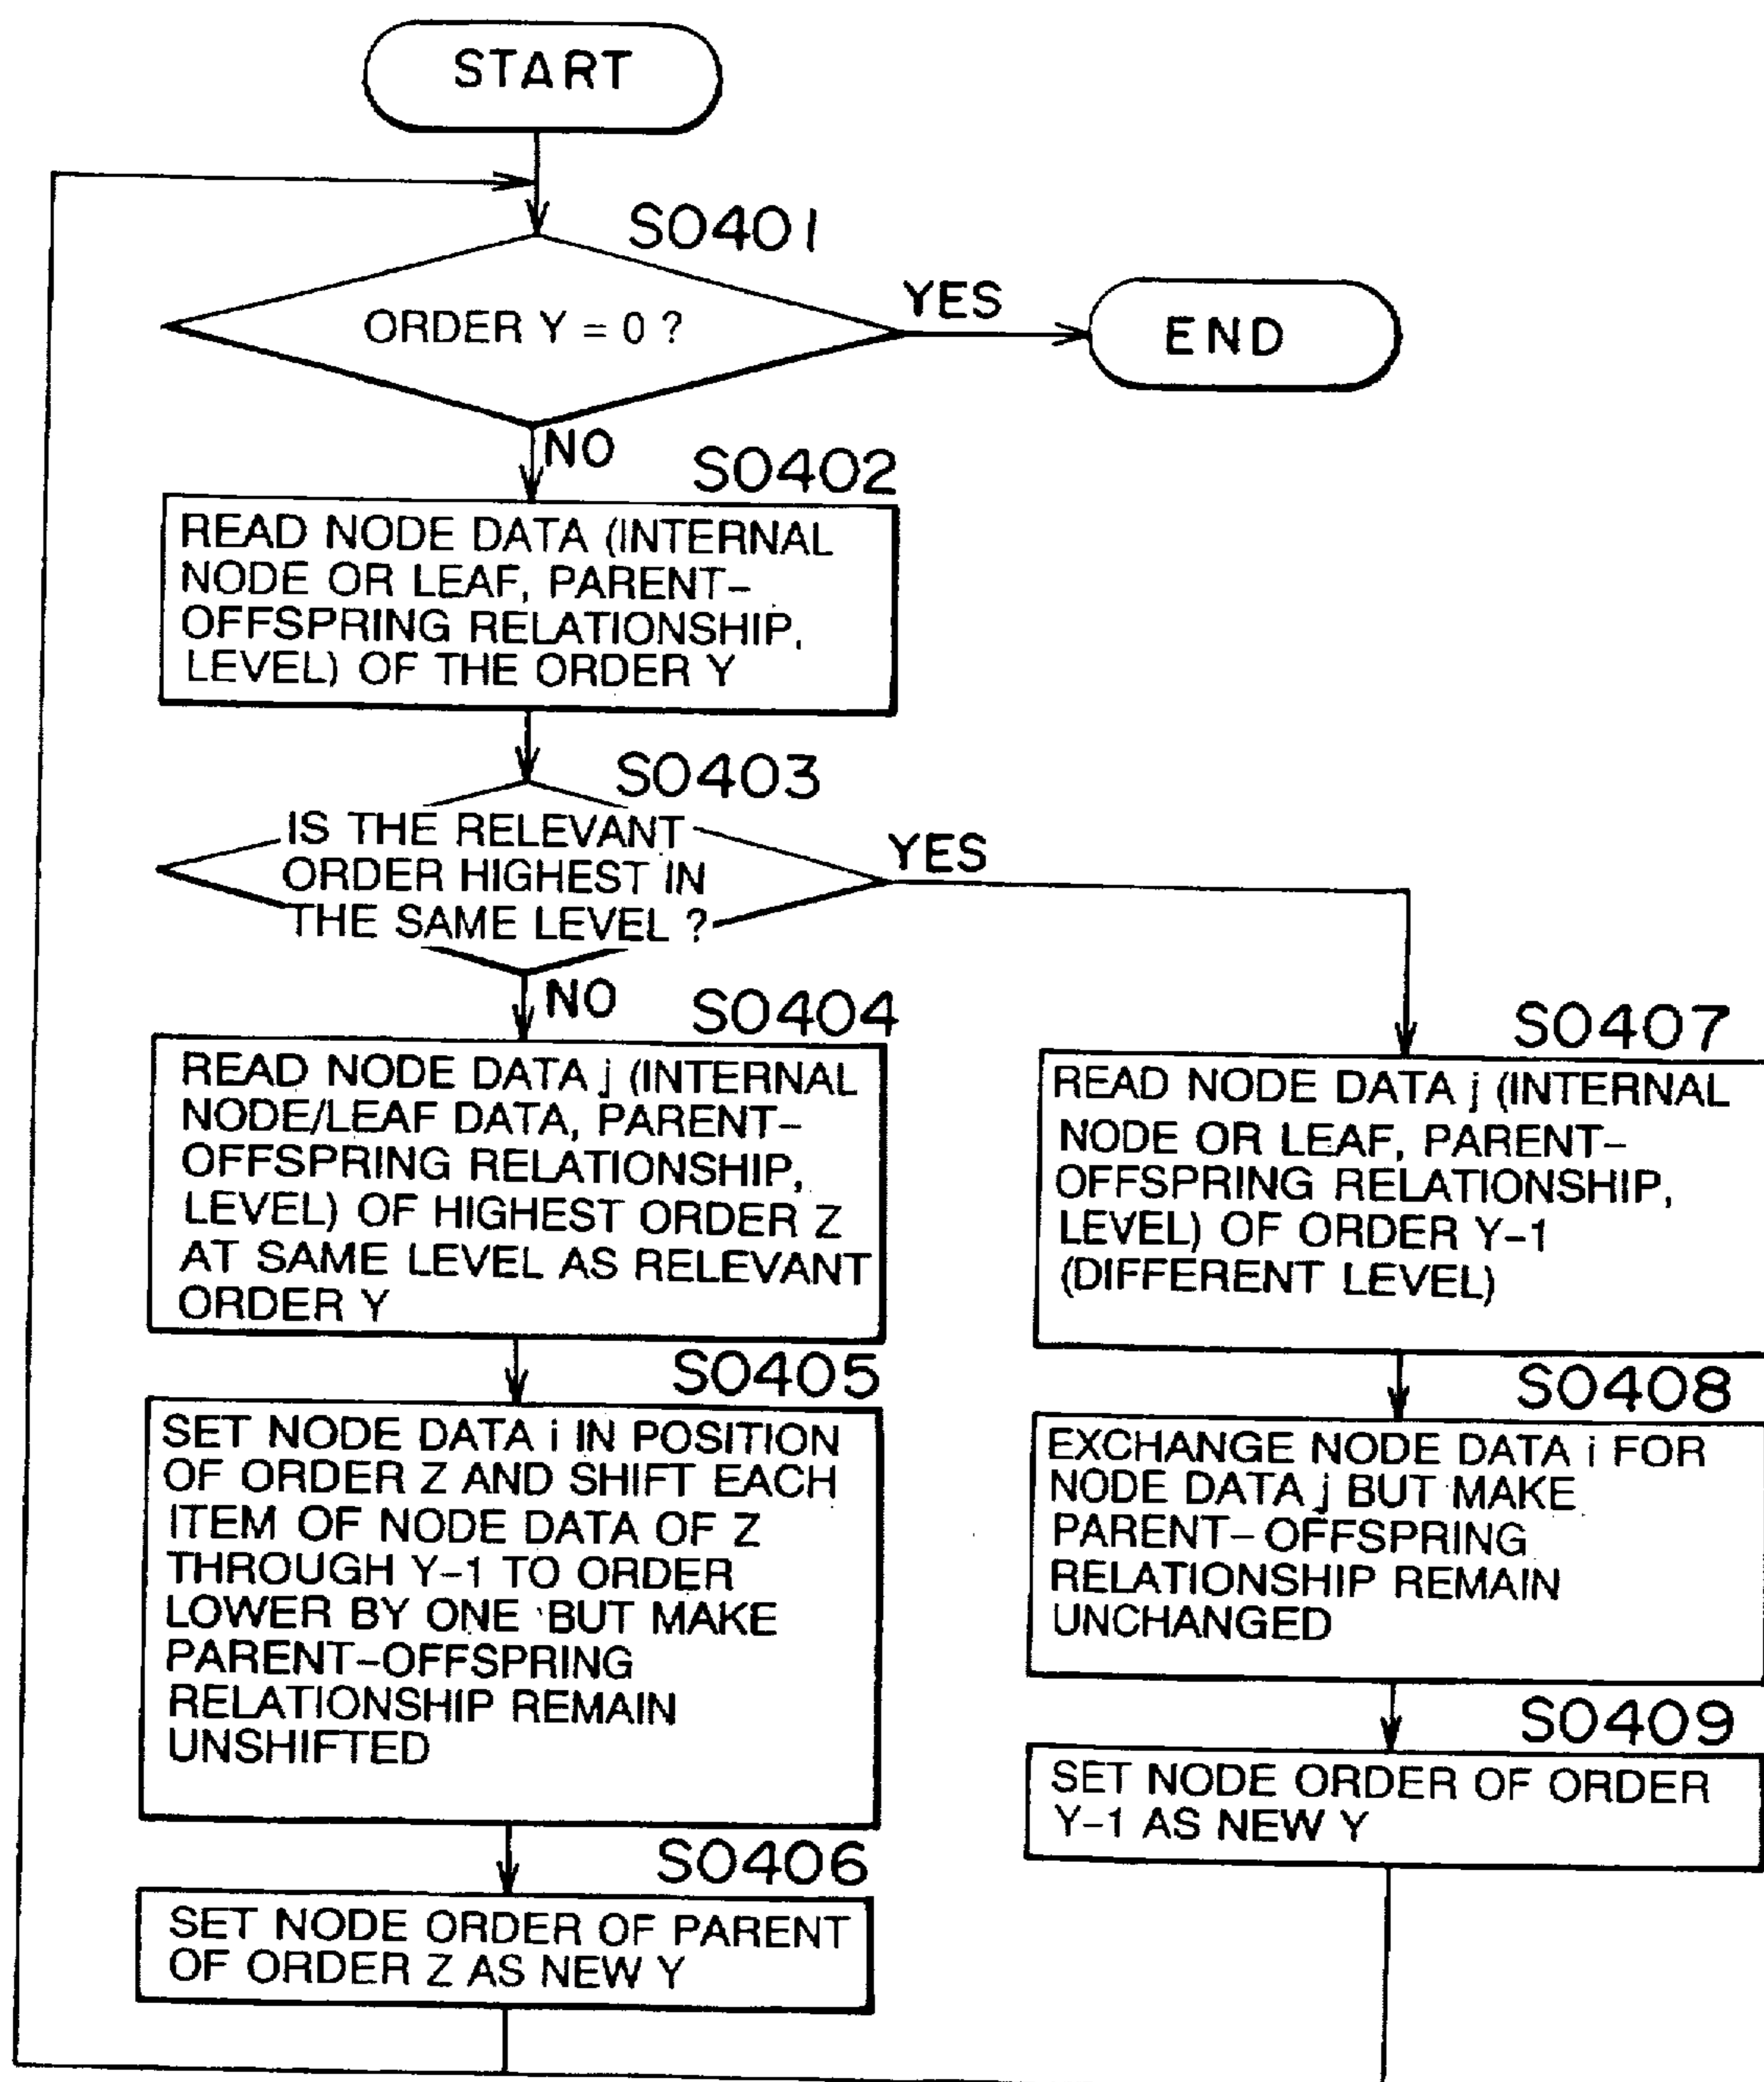 START
S0401
ORDER Y = 0 ?
YES
END
NO
S0402
READ NODE DATA (INTERNAL
NODE OR LEAF, PARENT-
OFFSPRING RELATIONSHIP,
LEVEL) OF THE ORDER Y
S0403
IS THE RELEVANT
ORDER HIGHEST IN
THE SAME LEVEL ?
YES
NO
S0404
READ NODE DATA j (INTERNAL
NODE/LEAF DATA, PARENT-
OFFSPRING RELATIONSHIP,
LEVEL) OF HIGHEST ORDER Z
AT SAME LEVEL AS RELEVANT
ORDER Y
S0405
SET NODE DATA i IN POSITION
OF ORDER Z AND SHIFT EACH
ITEM OF NODE DATA OF Z
THROUGH Y-1 TO ORDER
LOWER BY ONE BUT MAKE
PARENT-OFFSPRING
RELATIONSHIP REMAIN
UNSHIFTED
S0406
SET NODE ORDER OF PARENT
OF ORDER Z AS NEW Y
S0407
READ NODE DATA j (INTERNAL
NODE OR LEAF, PARENT-
OFFSPRING RELATIONSHIP,
LEVEL) OF ORDER Y-1
(DIFFERENT LEVEL)
S0408
EXCHANGE NODE DATA i FOR
NODE DATA j BUT MAKE
PARENT-OFFSPRING
RELATIONSHIP REMAIN
UNCHANGED
S0409
SET NODE ORDER OF ORDER
Y-1 AS NEW Y